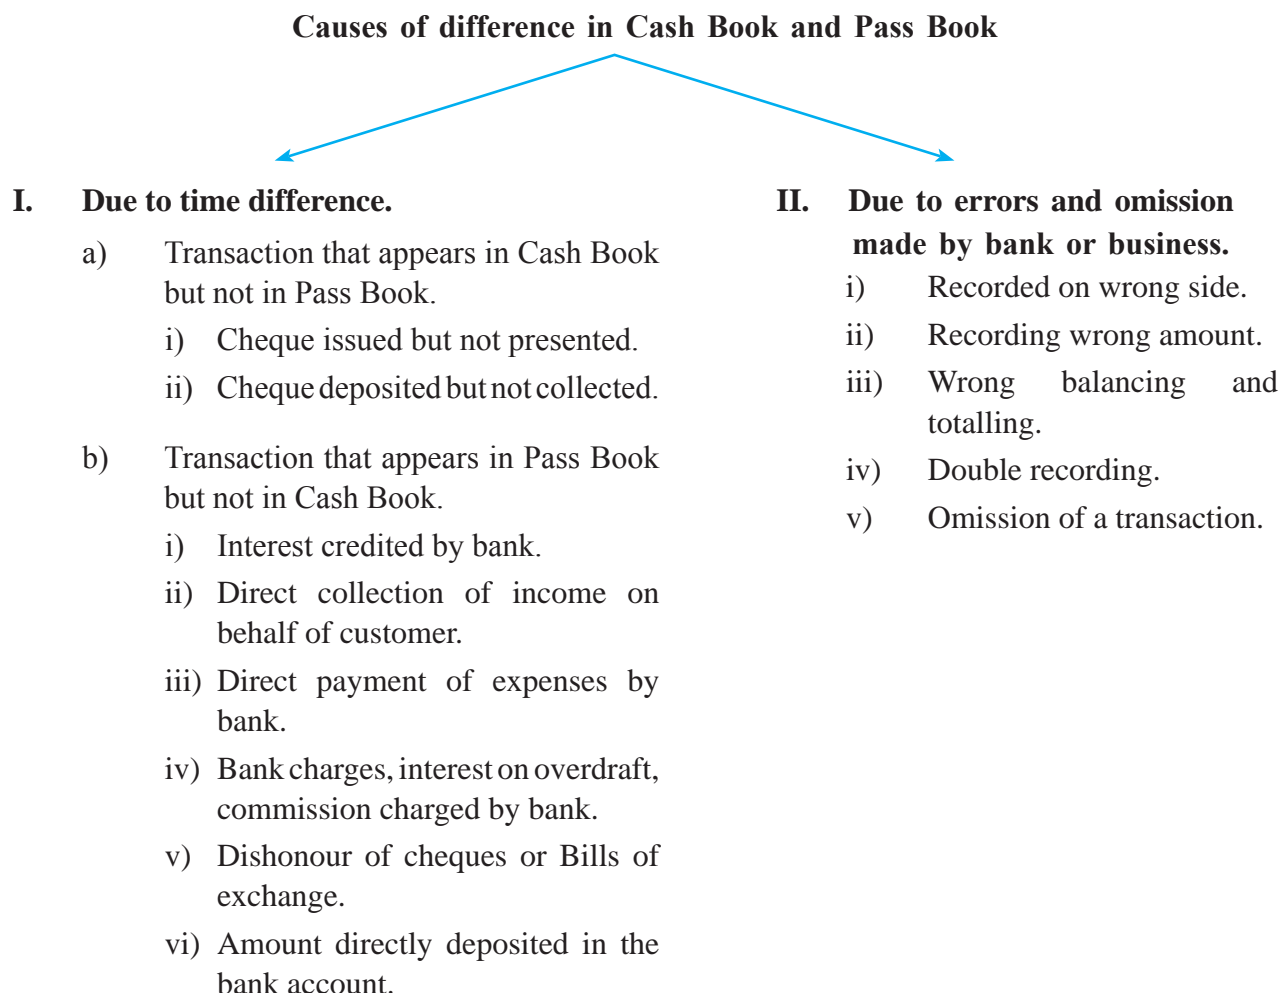 Causes of difference in Cash Book and Pass Book
I. Due to time difference.
a) Transaction that appears in Cash Book
but not in Pass Book.
i) Cheque issued but not presented.
ii) Cheque deposited but not collected.
b) Transaction that appears in Pass Book
but not in Cash Book.
i) Interest credited by bank.
ii) Direct collection of income on
behalf of customer.
iii) Direct payment of expenses by
bank.
iv) Bank charges, interest on overdraft,
commission charged by bank.
v) Dishonour of cheques or Bills of
exchange.
vi) Amount directly deposited in the
bank account.
II. Due to errors and omission
made by bank or business.
i) Recorded on wrong side.
ii) Recording wrong amount.
iii) Wrong balancing and
totalling.
iv) Double recording.
v) Omission of a transaction.